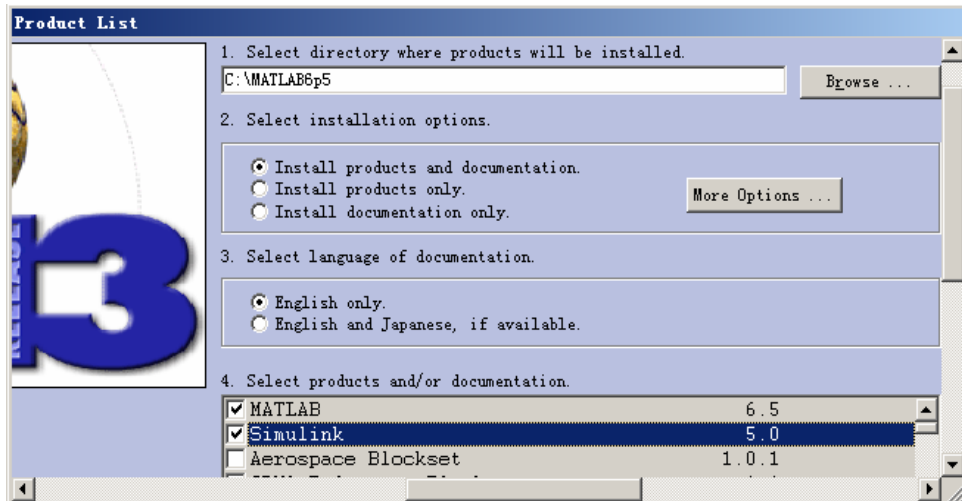 Product List
1. Select directory where products will be installed.
C:\MATLAB6p5
Browse ...
2. Select installation options.
Install products and documentation.
Install products only.
Install documentation only.
More Options ...
3. Select language of documentation.
English only.
English and Japanese, if available.
4. Select products and/or documentation.
MATLAB 6.5
Simulink 5.0
Aerospace Blockset 1.0.1
RELEASE
13